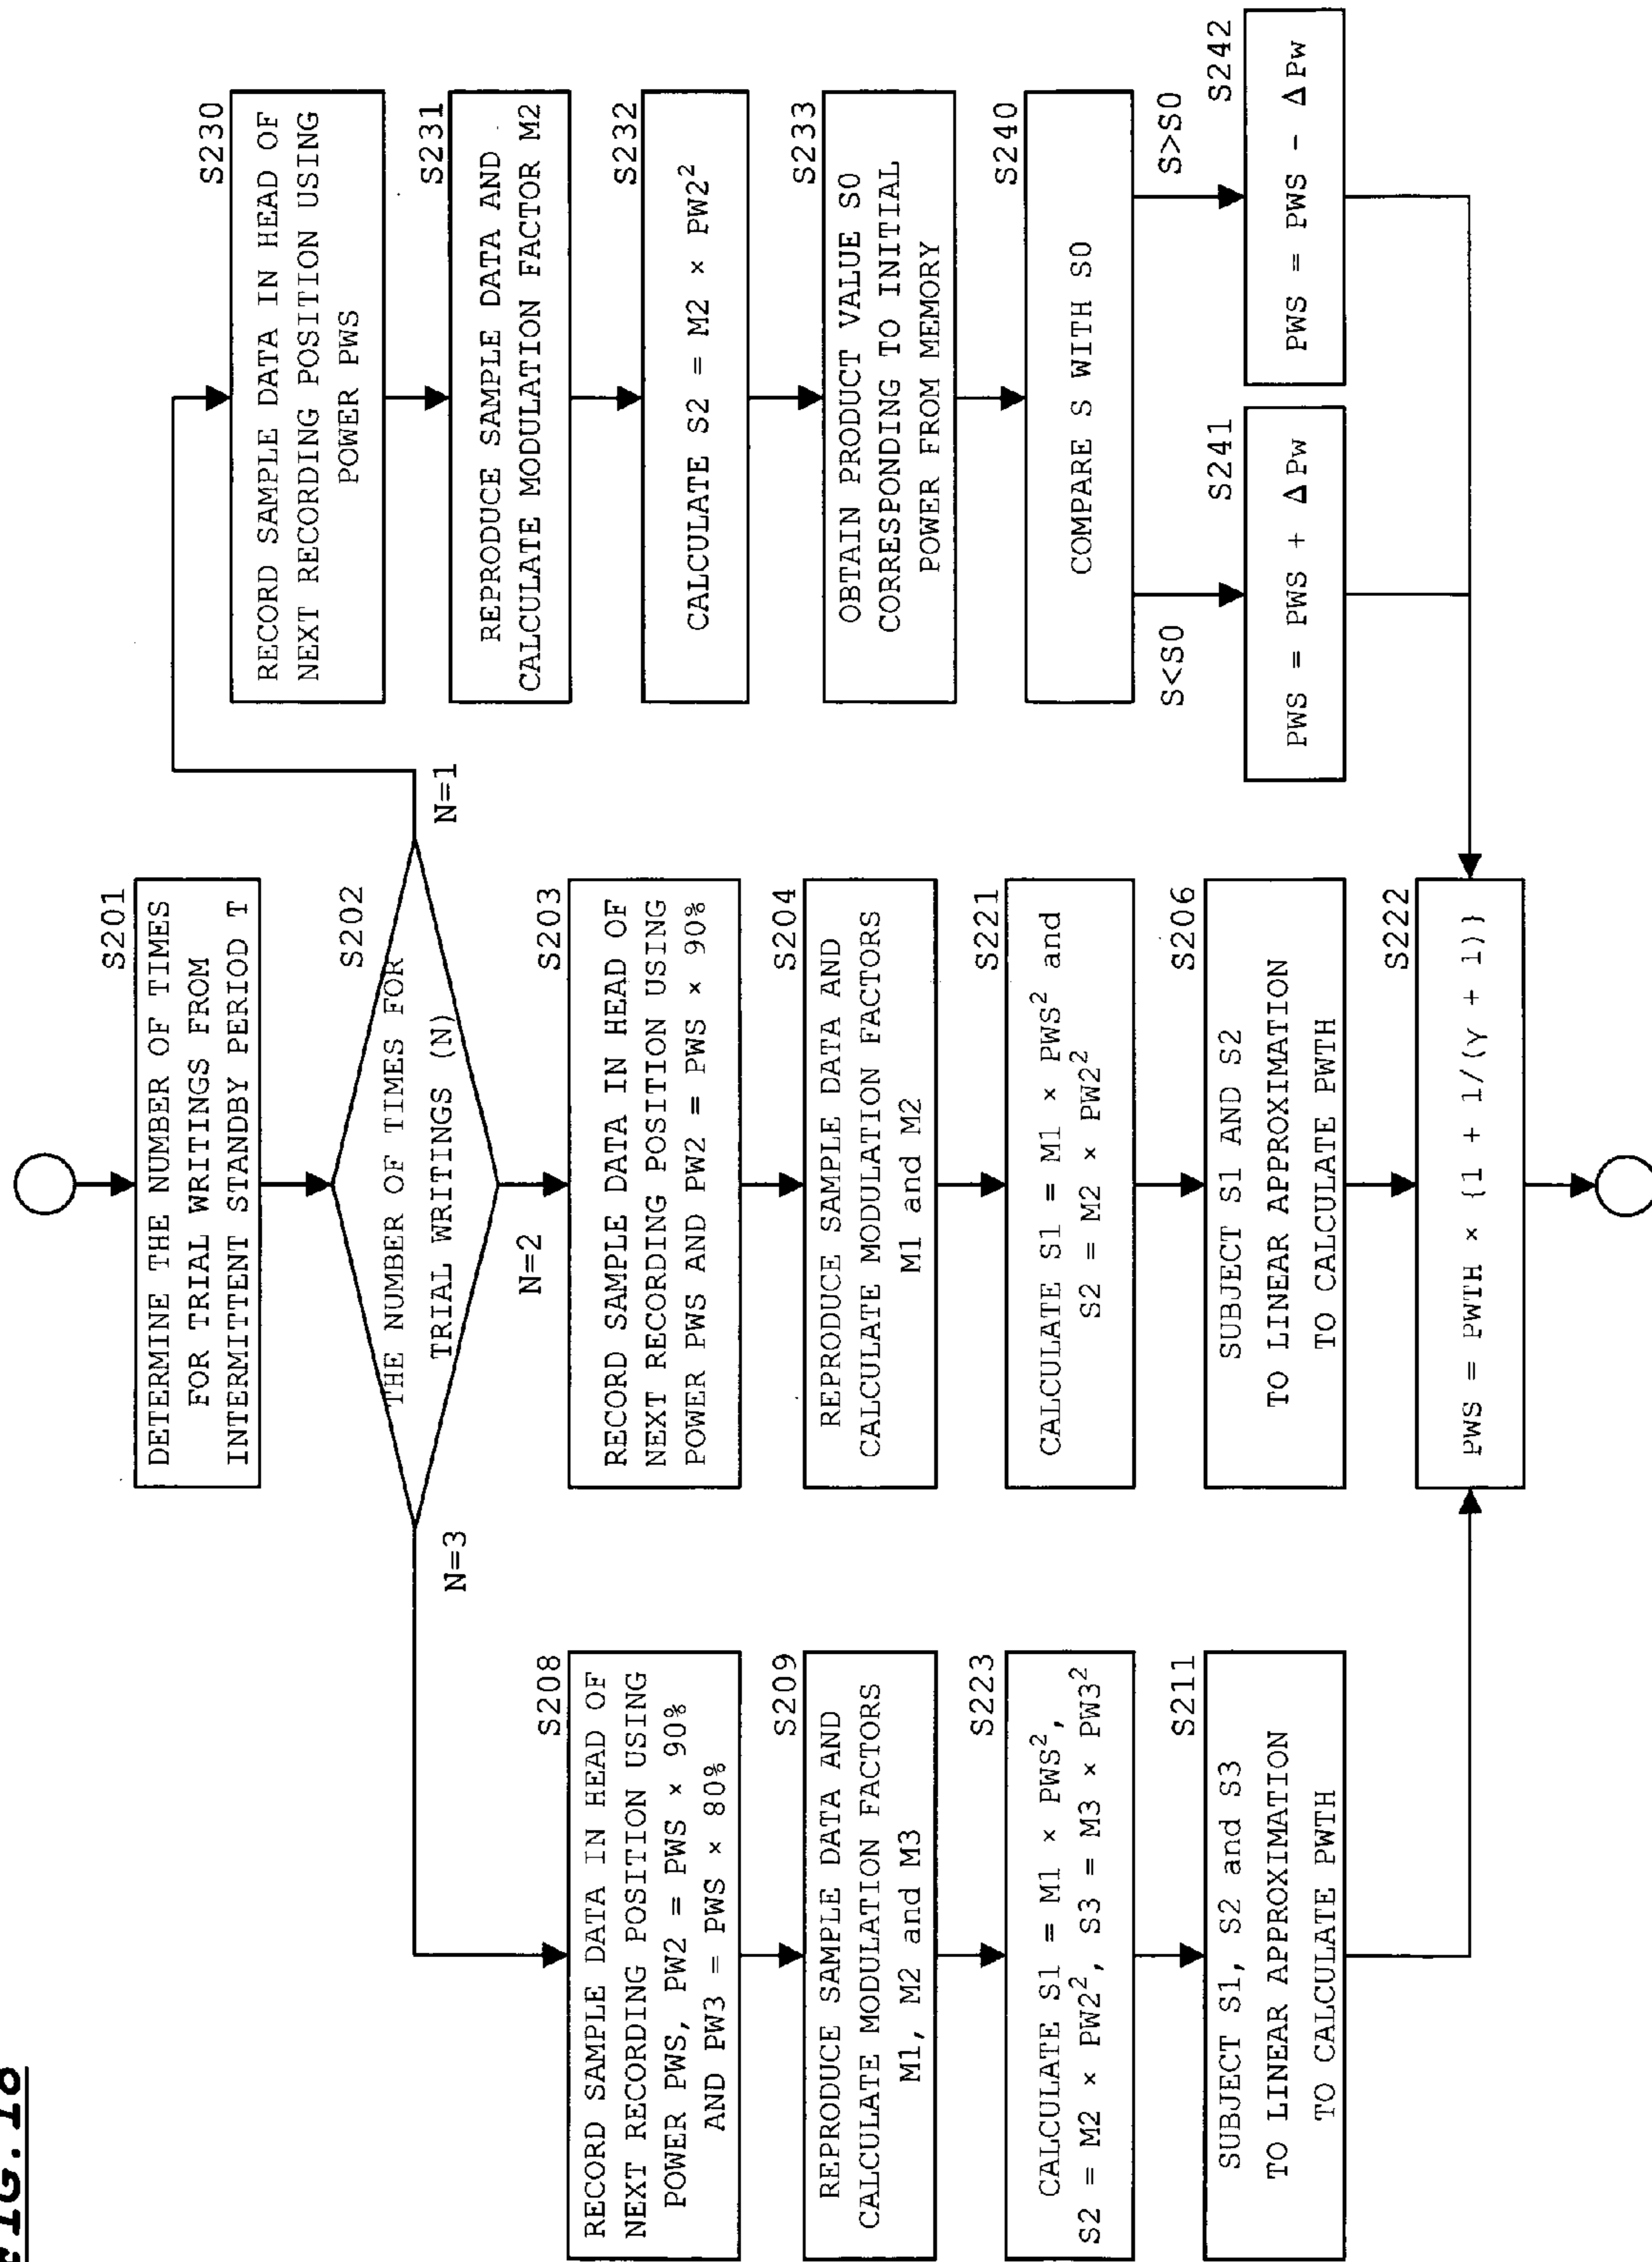 FIG.16
S201
DETERMINE THE NUMBER OF TIMES
FOR TRIAL WRITINGS FROM
INTERMITTENT STANDBY PERIOD T
S202
THE NUMBER OF TIMES FOR
TRIAL WRITINGS (N)
N=3
N=2
N=1
S208
RECORD SAMPLE DATA IN HEAD OF
NEXT RECORDING POSITION USING
POWER PWS, PW2 = PWS × 90%
AND PW3 = PWS × 80%
S209
REPRODUCE SAMPLE DATA AND
CALCULATE MODULATION FACTORS
M1, M2 and M3
S223
CALCULATE S1 = M1 × PWS²,
S2 = M2 × PW2², S3 = M3 × PW3²
S211
SUBJECT S1, S2 and S3
TO LINEAR APPROXIMATION
TO CALCULATE PWTH
S203
RECORD SAMPLE DATA IN HEAD OF
NEXT RECORDING POSITION USING
POWER PWS AND PW2 = PWS × 90%
S204
REPRODUCE SAMPLE DATA AND
CALCULATE MODULATION FACTORS
M1 and M2
S221
CALCULATE S1 = M1 × PWS² and
S2 = M2 × PW2²
S206
SUBJECT S1 AND S2
TO LINEAR APPROXIMATION
TO CALCULATE PWTH
S222
PWS = PWTH × {1 + 1/(γ + 1)}
S230
RECORD SAMPLE DATA IN HEAD OF
NEXT RECORDING POSITION USING
POWER PWS
S231
REPRODUCE SAMPLE DATA AND
CALCULATE MODULATION FACTOR M2
S232
CALCULATE S2 = M2 × PW2²
S233
OBTAIN PRODUCT VALUE S0
CORRESPONDING TO INITIAL
POWER FROM MEMORY
S240
COMPARE S WITH S0
S<S0
S>S0
S241
PWS = PWS + ΔPw
S242
PWS = PWS - ΔPw